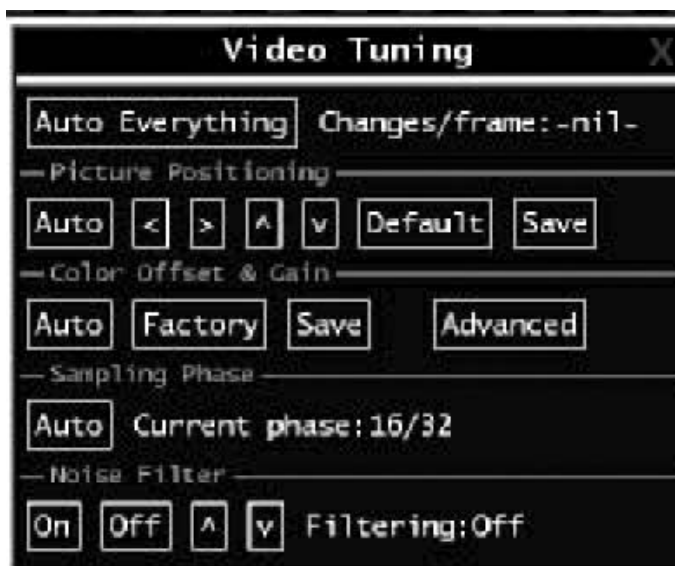 Video Tuning X
Auto Everything Changes/frame:-nil-
Picture Positioning
Auto < > ^ v Default Save
Color Offset & Gain
Auto Factory Save Advanced
Sampling Phase
Auto Current phase:16/32
Noise Filter
On Off ^ v Filtering:Off